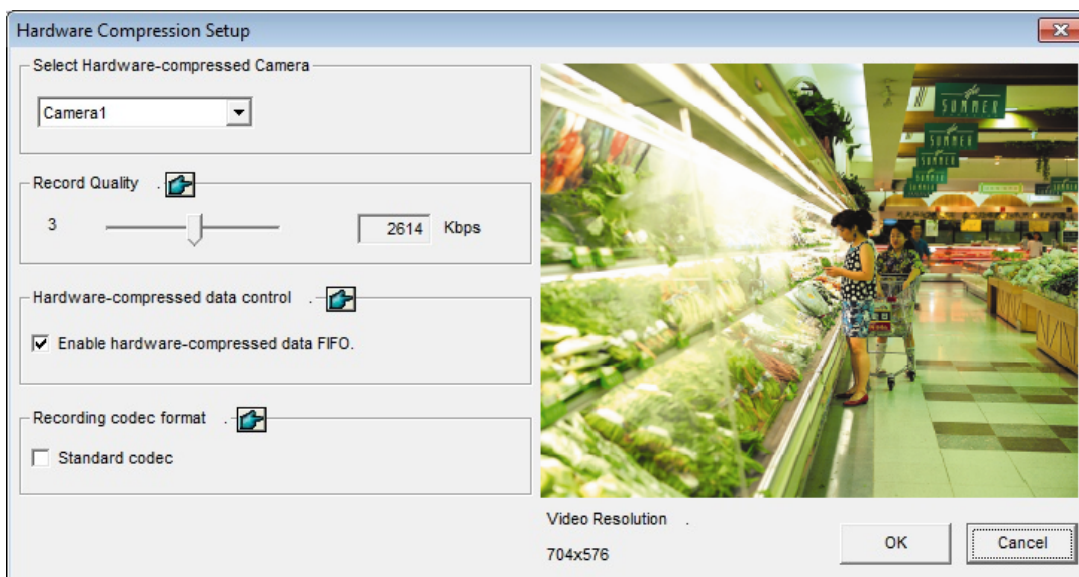 Hardware Compression Setup
Select Hardware-compressed Camera
Camera1
Record Quality .
3
2614 Kbps
Hardware-compressed data control .
Enable hardware-compressed data FIFO.
Recording codec format .
Standard codec
SUMMER
SUMMER
SUMMER
Video Resolution .
704x576
OK
Cancel